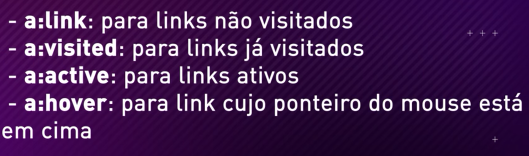 - a:link: para links não visitados
- a:visited: para links já visitados
- a:active: para links ativos
- a:hover: para link cujo ponteiro do mouse está
em cima